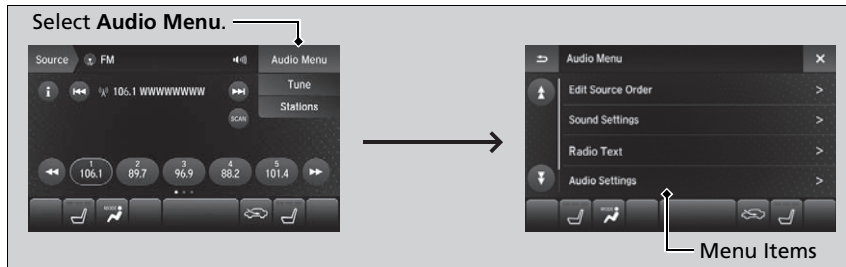 Select Audio Menu.
Source FM Audio Menu
106.1 WWWWWWWW Tune
Stations
SCAN
1 2 3 4 5
106.1 89.7 96.9 88.2 101.4
MODE
Audio Menu
Edit Source Order >
Sound Settings >
Radio Text >
Audio Settings >
MODE
Menu Items